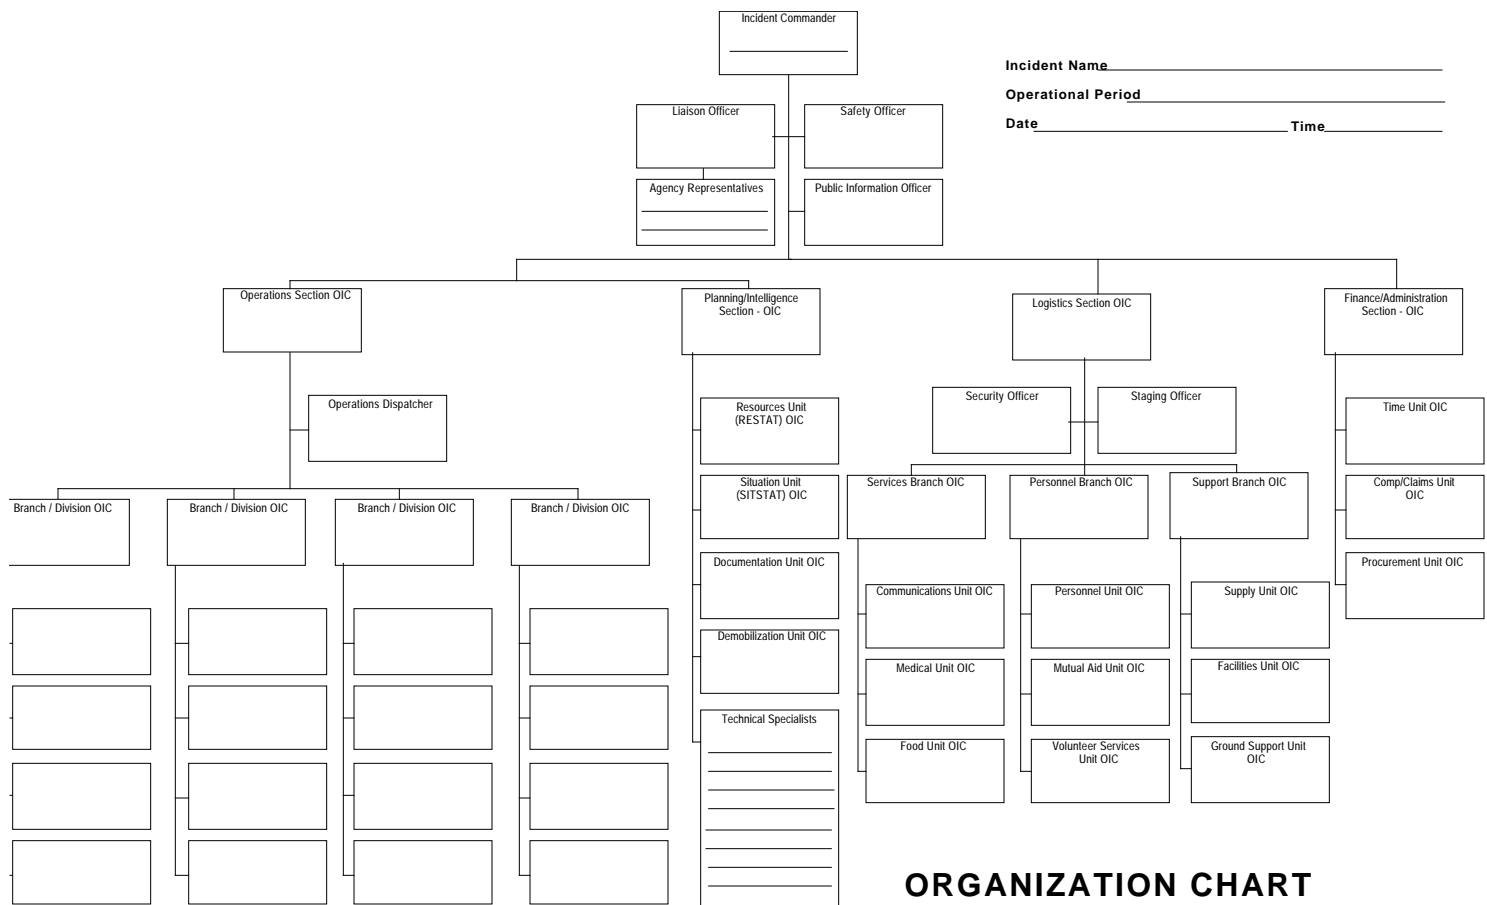 Incident Commander
Incident Name
Operational Period
Date Time
Liaison Officer
Safety Officer
Agency Representatives
Public Information Officer
Operations Section OIC
Planning/Intelligence
Section - OIC
Logistics Section OIC
Finance/Administration
Section - OIC
Operations Dispatcher
Security Officer
Staging Officer
Resources Unit
(RESTAT) OIC
Time Unit OIC
Situation Unit
(SITSTAT) OIC
Services Branch OIC
Personnel Branch OIC
Support Branch OIC
Comp/Claims Unit
OIC
Branch / Division OIC
Branch / Division OIC
Branch / Division OIC
Branch / Division OIC
Documentation Unit OIC
Procurement Unit OIC
Communications Unit OIC
Personnel Unit OIC
Supply Unit OIC
Demobilization Unit OIC
Medical Unit OIC
Mutual Aid Unit OIC
Facilities Unit OIC
Technical Specialists
Food Unit OIC
Volunteer Services
Unit OIC
Ground Support Unit
OIC
ORGANIZATION CHART